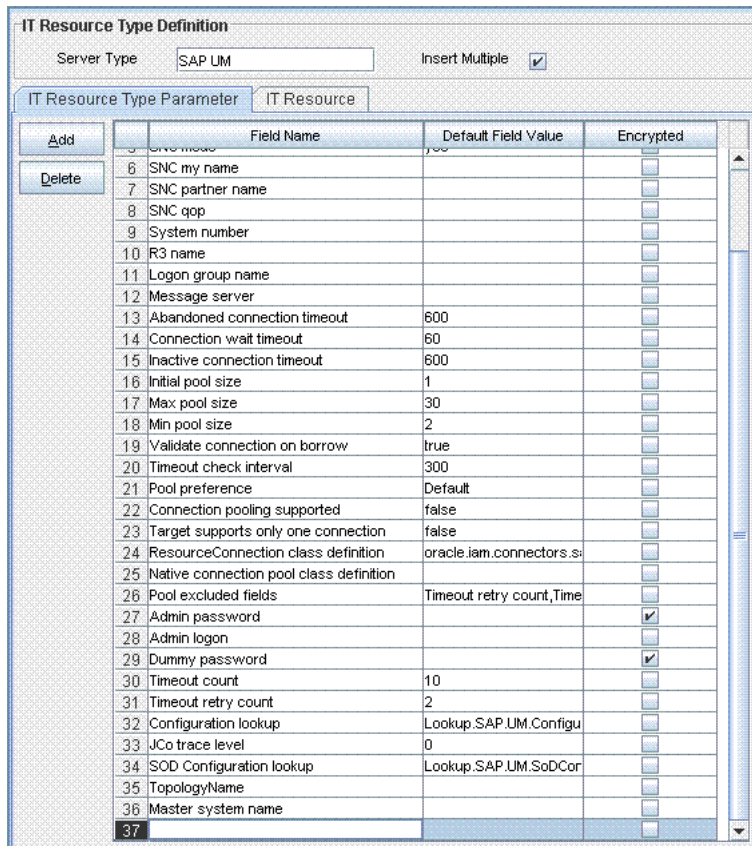 IT Resource Type Definition
Server Type SAP UM Insert Multiple
IT Resource Type Parameter IT Resource
Add
Delete
Field Name Default Field Value Encrypted
6 SNC my name
7 SNC partner name
8 SNC qop
9 System number
10 R3 name
11 Logon group name
12 Message server
13 Abandoned connection timeout 600
14 Connection wait timeout 60
15 Inactive connection timeout 600
16 Initial pool size 1
17 Max pool size 30
18 Min pool size 2
19 Validate connection on borrow true
20 Timeout check interval 300
21 Pool preference Default
22 Connection pooling supported false
23 Target supports only one connection false
24 ResourceConnection class definition oracle.iam.connectors.s
25 Native connection pool class definition
26 Pool excluded fields Timeout retry count,Time
27 Admin password
28 Admin logon
29 Dummy password
30 Timeout count 10
31 Timeout retry count 2
32 Configuration lookup Lookup.SAP.UM.Configu
33 JCo trace level 0
34 SOD Configuration lookup Lookup.SAP.UM.SoDCor
35 TopologyName
36 Master system name
37